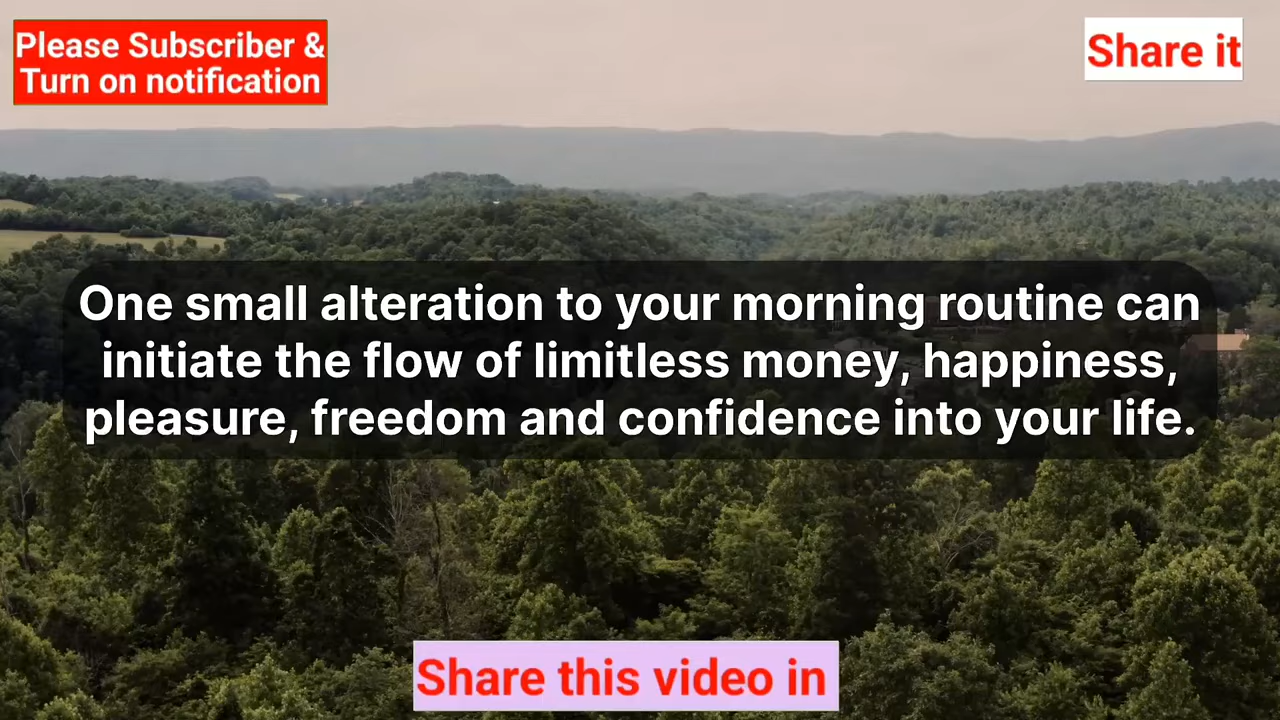 Please Subscriber &
Turn on notification
Share it
One small alteration to your morning routine can
initiate the flow of limitless money, happiness,
pleasure, freedom and confidence into your life.
Share this video in